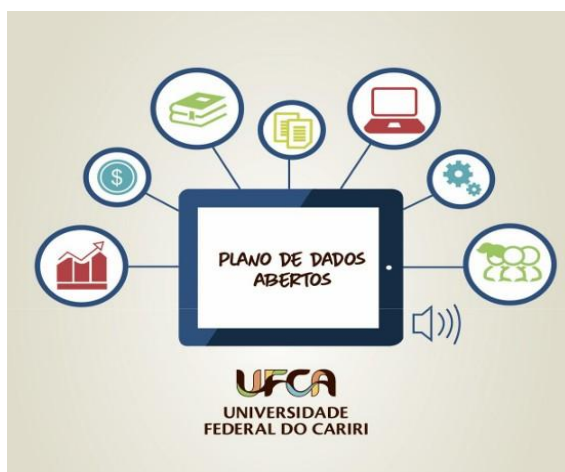 $
PLANO DE DADOS
ABERTOS
UFCA
UNIVERSIDADE
FEDERAL DO CARIRI